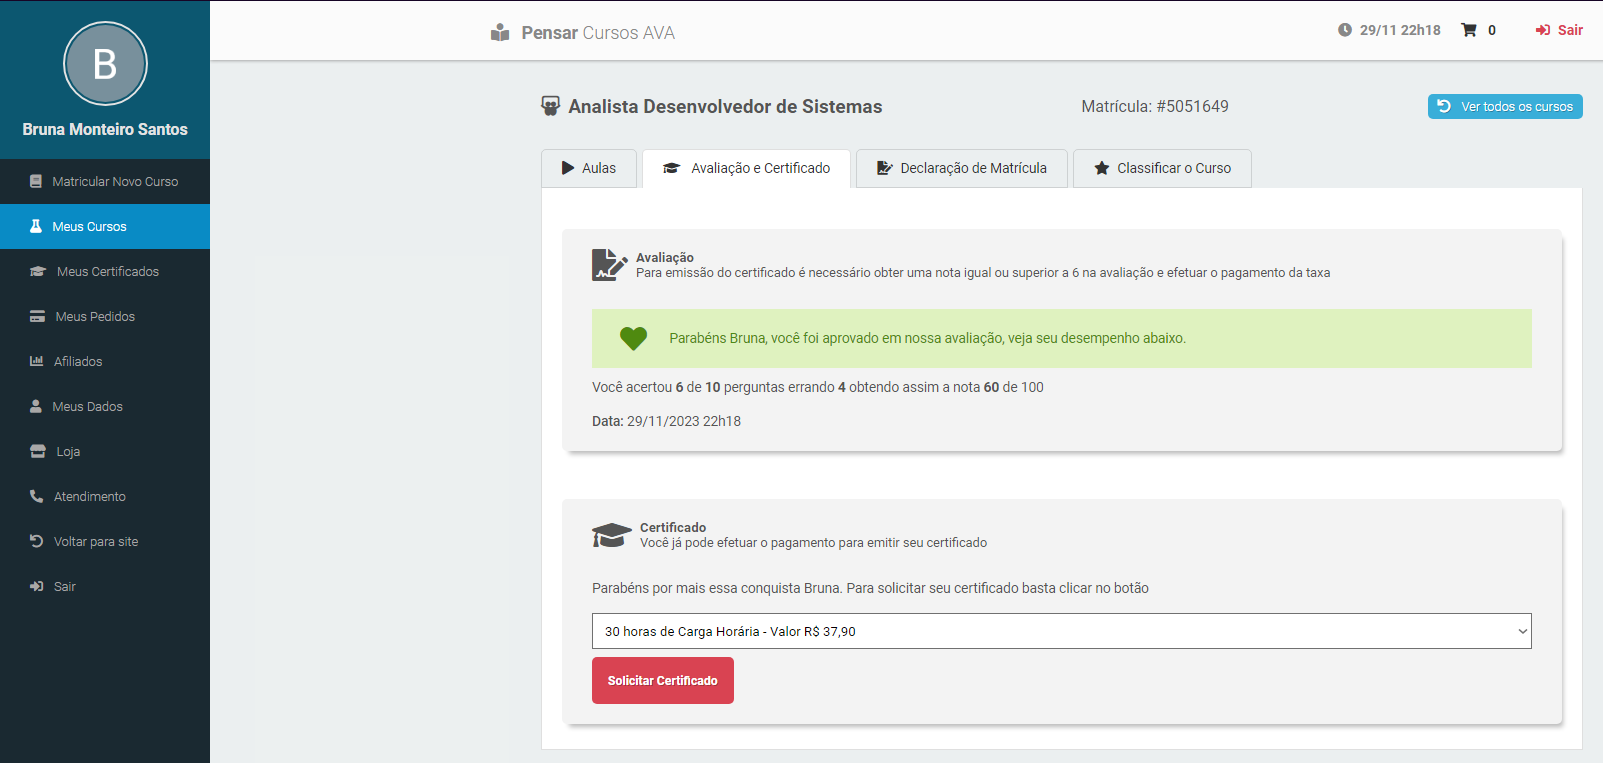 B
Bruna Monteiro Santos
Matricular Novo Curso
Meus Cursos
Meus Certificados
Meus Pedidos
Afiliados
Meus Dados
Loja
Atendimento
Voltar para site
Sair
Pensar Cursos AVA
29/11 22h18
0
Sair
Analista Desenvolvedor de Sistemas
Matrícula: #5051649
Ver todos os cursos
Aulas
Avaliação e Certificado
Declaração de Matrícula
Classificar o Curso
Avaliação
Para emissão do certificado é necessário obter uma nota igual ou superior a 6 na avaliação e efetuar o pagamento da taxa
Parabéns Bruna, você foi aprovado em nossa avaliação, veja seu desempenho abaixo.
Você acertou 6 de 10 perguntas errando 4 obtendo assim a nota 60 de 100
Data: 29/11/2023 22h18
Certificado
Você já pode efetuar o pagamento para emitir seu certificado
Parabéns por mais essa conquista Bruna. Para solicitar seu certificado basta clicar no botão
30 horas de Carga Horária - Valor R$ 37,90
Solicitar Certificado